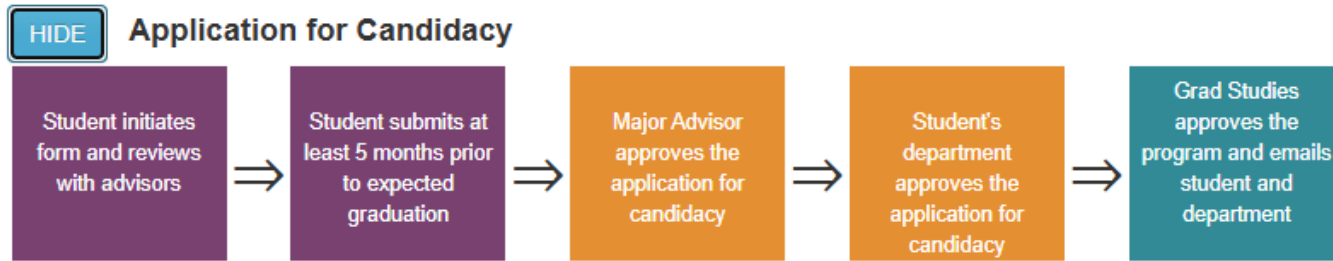 HIDE
Application for Candidacy
Student initiates
form and reviews
with advisors
⇒
Student submits at
least 5 months prior
to expected
graduation
⇒
Major Advisor
approves the
application for
candidacy
⇒
Student's
department
approves the
application for
candidacy
⇒
Grad Studies
approves the
program and emails
student and
department